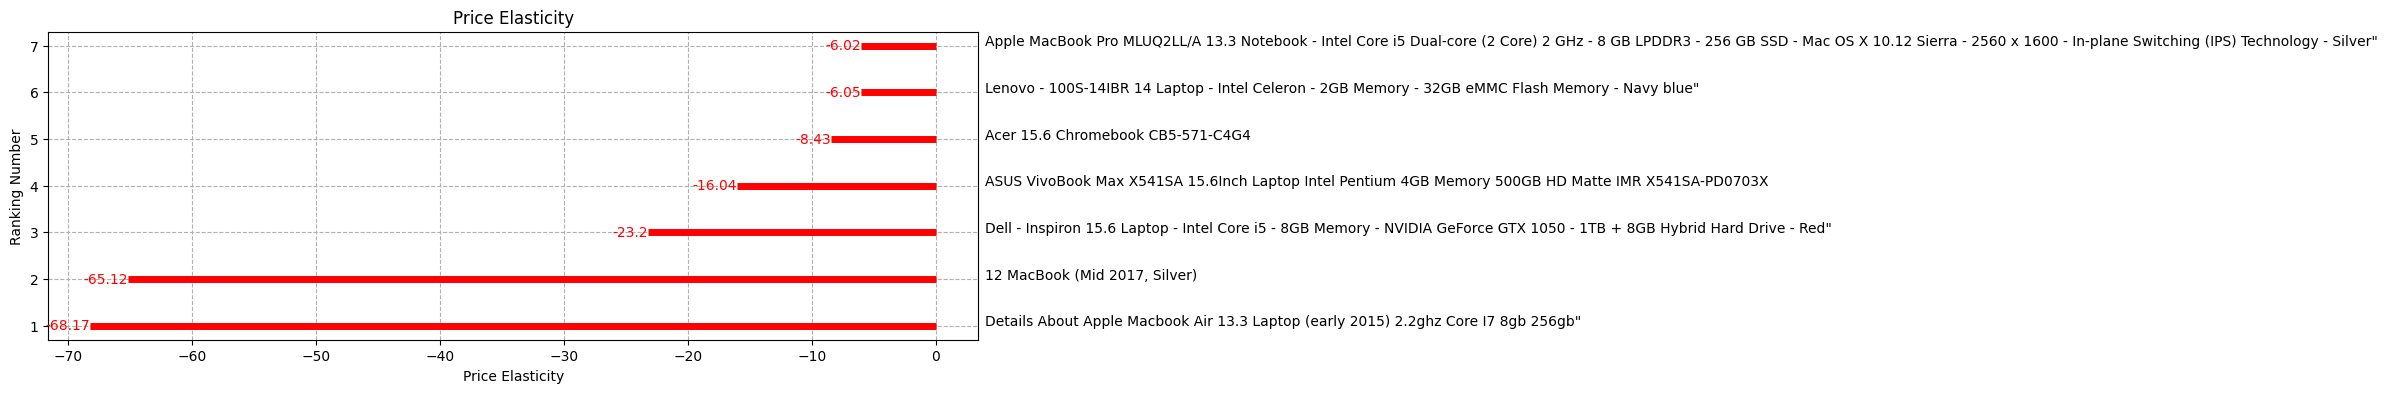 Price Elasticity
7
-6.02
Apple MacBook Pro MLUQ2LL/A 13.3 Notebook - Intel Core i5 Dual-core (2 Core) 2 GHz - 8 GB LPDDR3 - 256 GB SSD - Mac OS X 10.12 Sierra - 2560 x 1600 - In-plane Switching (IPS) Technology - Silver"
6
-6.05
Lenovo - 100S-14IBR 14 Laptop - Intel Celeron - 2GB Memory - 32GB eMMC Flash Memory - Navy blue"
5
-8.43
Acer 15.6 Chromebook CB5-571-C4G4
4
-16.04
ASUS VivoBook Max X541SA 15.6Inch Laptop Intel Pentium 4GB Memory 500GB HD Matte IMR X541SA-PD0703X
3
-23.2
Dell - Inspiron 15.6 Laptop - Intel Core i5 - 8GB Memory - NVIDIA GeForce GTX 1050 - 1TB + 8GB Hybrid Hard Drive - Red"
2
-65.12
12 MacBook (Mid 2017, Silver)
1
-68.17
Details About Apple Macbook Air 13.3 Laptop (early 2015) 2.2ghz Core I7 8gb 256gb"
Ranking Number
−70 −60 −50 −40 −30 −20 −10 0
Price Elasticity